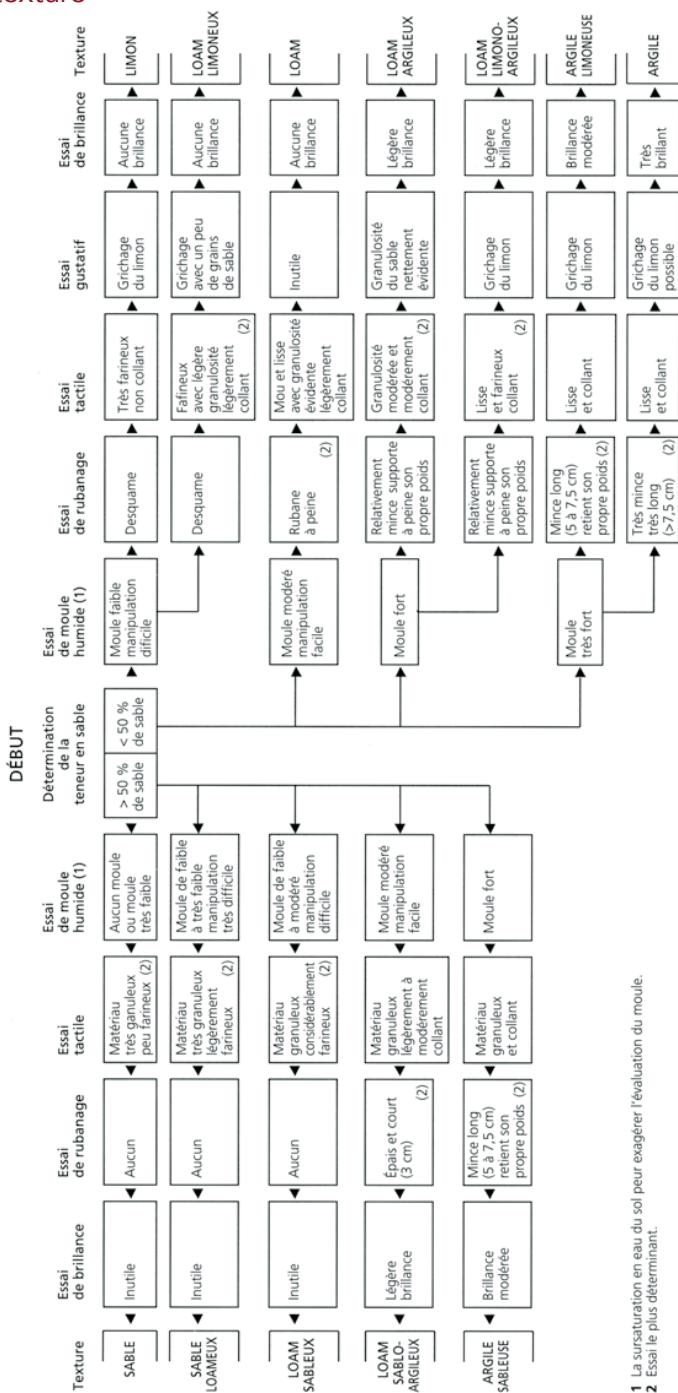 texture
DÉBUT
Texture
Essai
de brillance
Essai
de rubanage
Essai
tactile
Essai
de moule
humide (1)
Détermination
de la
teneur en sable
Essai
de moule
humide (1)
Essai
de rubanage
Essai
tactile
Essai
gustatif
Essai
de brillance
Texture
SABLE
Inutile
Aucun
Matériau
très ganuleux
peu farineux (2)
Aucun moule
ou moule
très faible
> 50 %
de sable
< 50 %
de sable
Moule faible
manipulation
dificile
Desquame
Très farineux
non collant
Grichage
du limon
Aucune
brillance
LIMON
SABLE
LOAMEUX
Inutile
Aucun
Matériau
très granuleux
légèrement
farineux (2)
Moule de faible
à très faible
manipulation
très difficile
Desquame
Fafineux
avec légère
granulosité
légèrement
collant (2)
Grichage
avec un peu
de grains
de sable
Aucune
brillance
LOAM
LIMONEUX
LOAM
SABLEUX
Inutile
Aucun
Matériau
granuleux
considérablement
farineux (2)
Moule de faible
à modéré
manipulation
difficile
Moule modéré
manipulation
facile
Rubane
à peine (2)
Mou et lisse
avec granulosité
évidente
légèrement
collant
Inutile
Aucune
brillance
LOAM
LOAM
SABLO-
ARGILEUX
Légère
brillance
Épais et court
(3 cm)
(2)
Matériau
granuleux
légèrement à
modérement
collant
Moule modéré
manipulation
facile
Moule fort
Relativement
mince supporte
à peine son
propre poids
Granulosité
modérée et
modérément
collant (2)
Granulosité
du sable
nettement
évidente
Légère
brillance
LOAM
ARGILEUX
ARGILE
SABLEUSE
Brillance
modérée
Mince long
(5 à 7,5 cm)
retient son
propre poids (2)
Matériau
granuleux
et collant
Moule fort
Relativement
mince supporte
à peine son
propre poids
Lisse
et farineux
collant (2)
Grichage
du limon
Légère
brillance
LOAM
LIMONO-
ARGILEUX
Moule
très fort
Mince long
(5 à 7,5 cm)
retient son
propre poids (2)
Lisse
et collant
Grichage
du limon
Brillance
modérée
ARGILE
LIMONEUSE
Très mince
très long
(>7,5 cm) (2)
Lisse
et collant
Grichage
du limon
possible
Très
brillant
ARGILE
1 La sursaturation en eau du sol peur exagérer l'évaluation du moule.
2 Essai le plus déterminant.